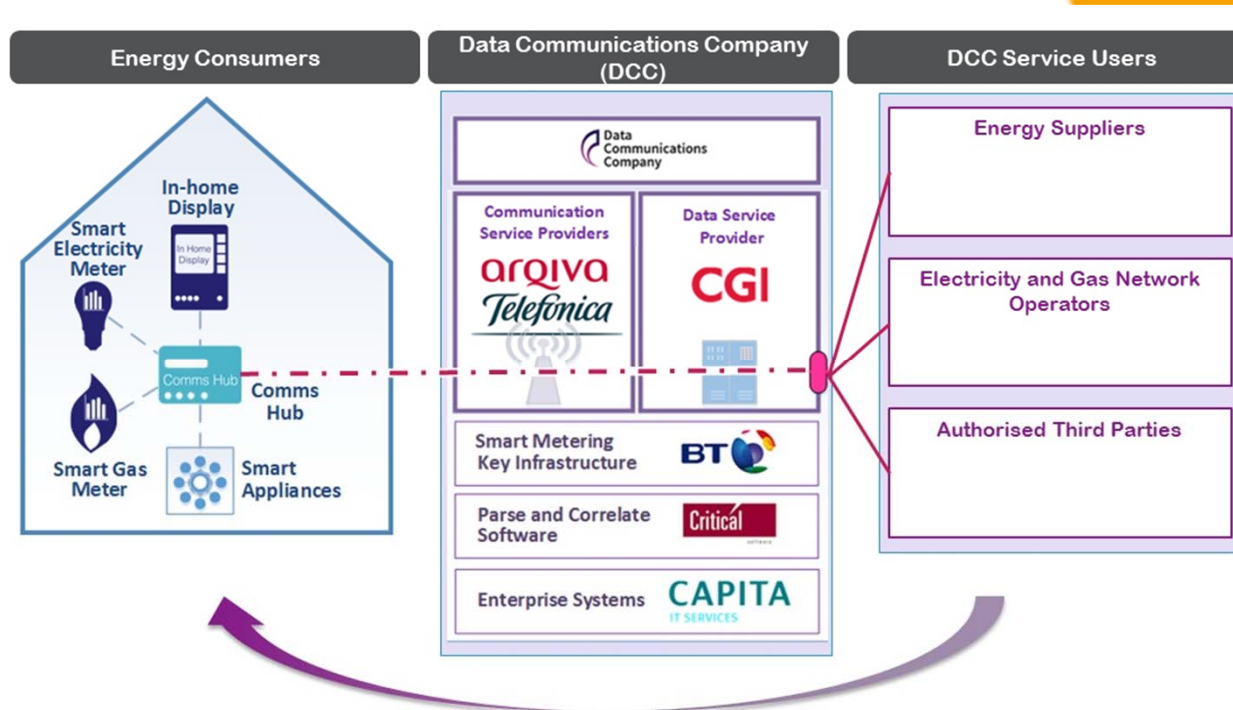 Energy Consumers
Data Communications Company
(DCC)
DCC Service Users
In-home
Display
Smart
Electricity
Meter
In Home
Display
Comms Hub
Comms
Hub
Smart Gas
Meter
Smart
Appliances
Data
Communications
Company
Communication
Service Providers
arqiva
Telefónica
Data Service
Provider
CGI
Smart Metering
Key Infrastructure
BT
Parse and Correlate
Software
Critical
software
Enterprise Systems
CAPITA
IT SERVICES
Energy Suppliers
Electricity and Gas Network
Operators
Authorised Third Parties